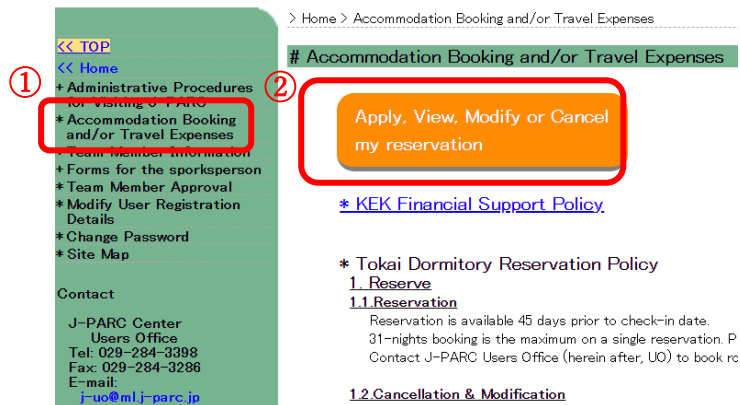 > Home > Accommodation Booking and/or Travel Expenses
<< TOP
<< Home
①
+ Administrative Procedures
for Visiting J-PARC
* Accommodation Booking
and/or Travel Expenses
+ Team Member Information
+ Forms for the sporksperson
* Team Member Approval
* Modify User Registration
Details
* Change Password
* Site Map
Contact
J-PARC Center
Users Office
Tel: 029-284-3398
Fax: 029-284-3286
E-mail:
j-uo@ml.j-parc.jp
# Accommodation Booking and/or Travel Expenses
②
Apply, View, Modify or Cancel
my reservation
* KEK Financial Support Policy
* Tokai Dormitory Reservation Policy
1. Reserve
1.1.Reservation
Reservation is available 45 days prior to check-in date.
31-nights booking is the maximum on a single reservation. P
Contact J-PARC Users Office (herein after, UO) to book ro
1.2.Cancellation & Modification